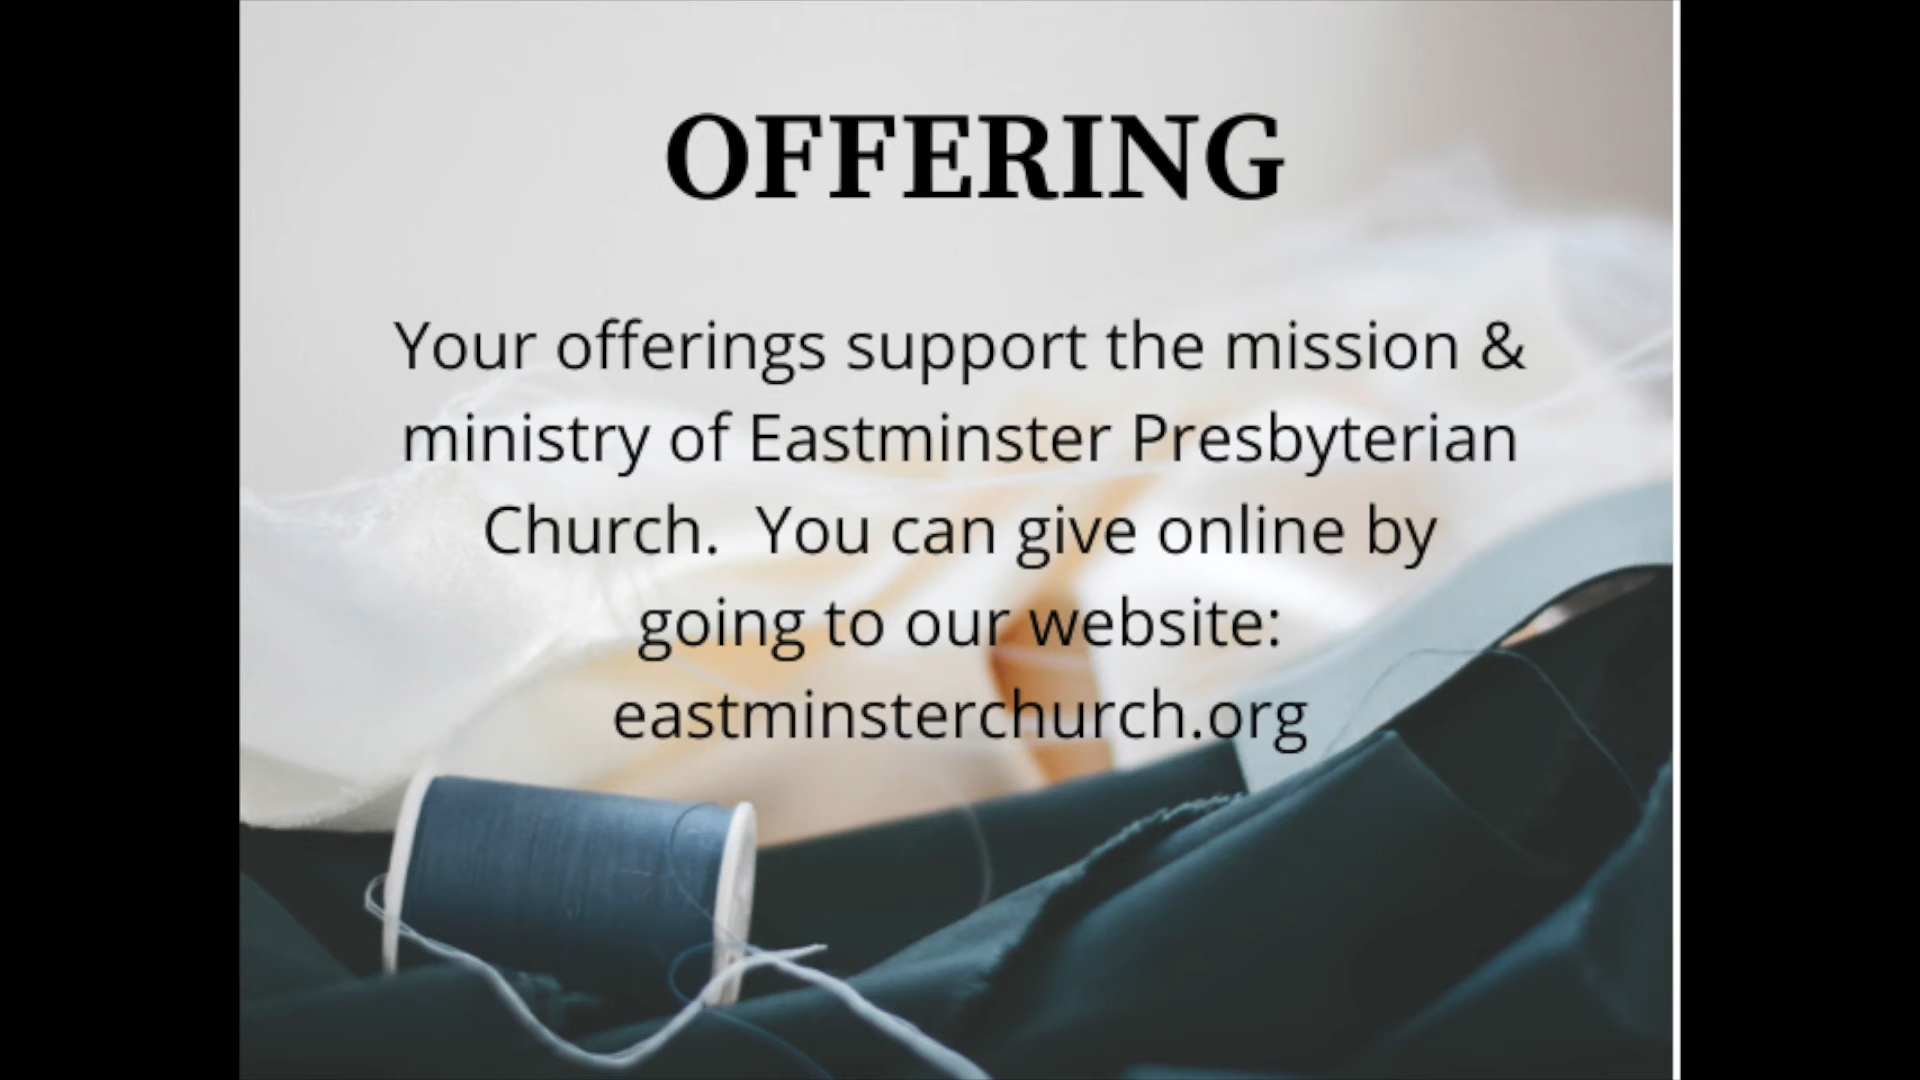 OFFERING
Your offerings support the mission &
ministry of Eastminster Presbyterian
Church.  You can give online by
going to our website:
eastminsterchurch.org